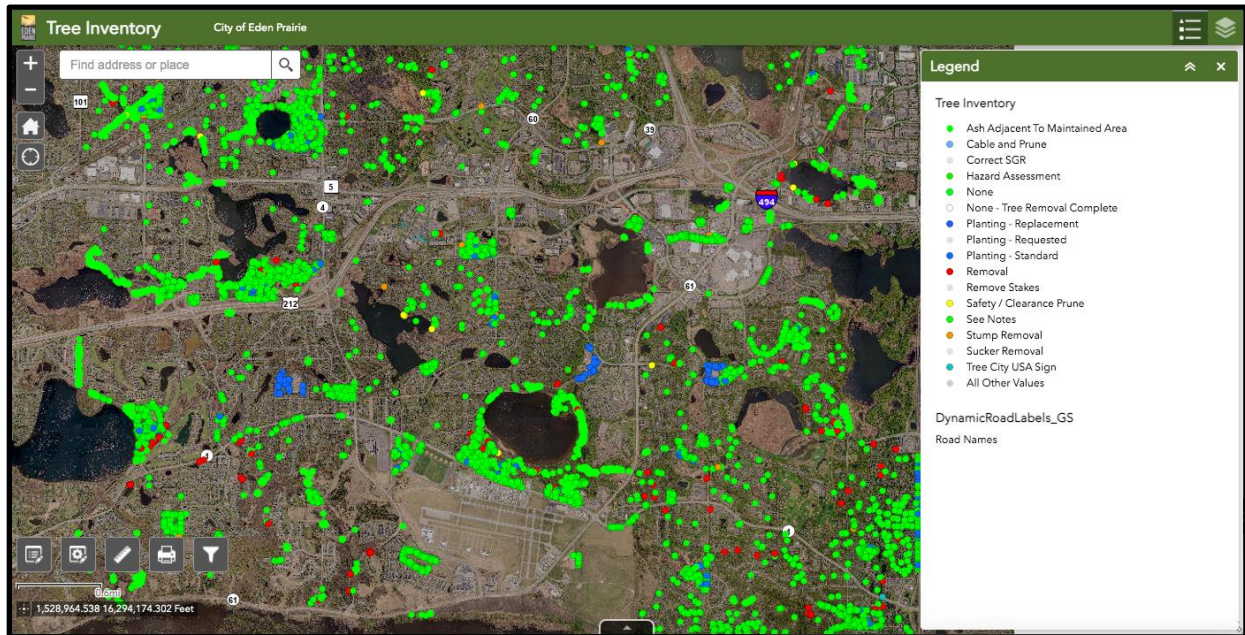 EDEN PRAIRIE
Tree Inventory
City of Eden Prairie
+
Find address or place
−
101
60
39
5
4
494
212
61
1
1
61
0.6mi
1,528,964.538 16,294,174.302 Feet
Legend
Tree Inventory
Ash Adjacent To Maintained Area
Cable and Prune
Correct SGR
Hazard Assessment
None
None - Tree Removal Complete
Planting - Replacement
Planting - Requested
Planting - Standard
Removal
Remove Stakes
Safety / Clearance Prune
See Notes
Stump Removal
Sucker Removal
Tree City USA Sign
All Other Values
DynamicRoadLabels_GS
Road Names